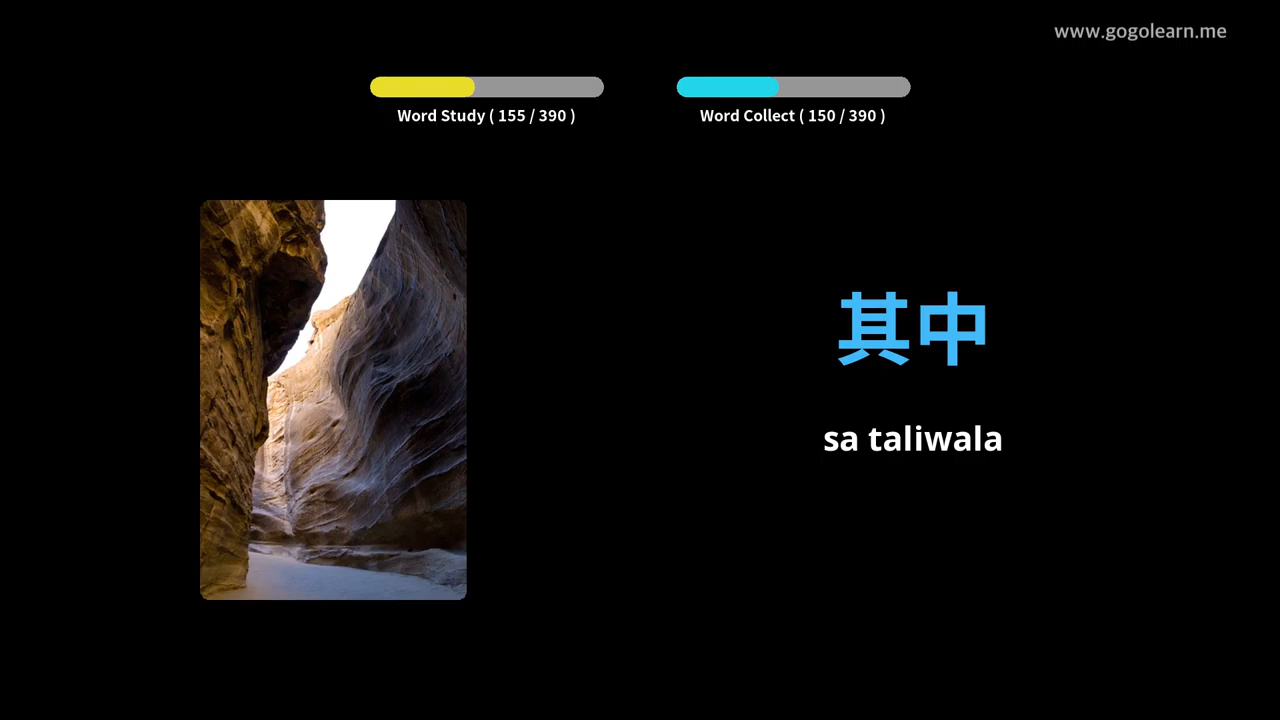 www.gogolearn.me
Word Study ( 155 / 390 )
Word Collect ( 150 / 390 )
其中
sa taliwala